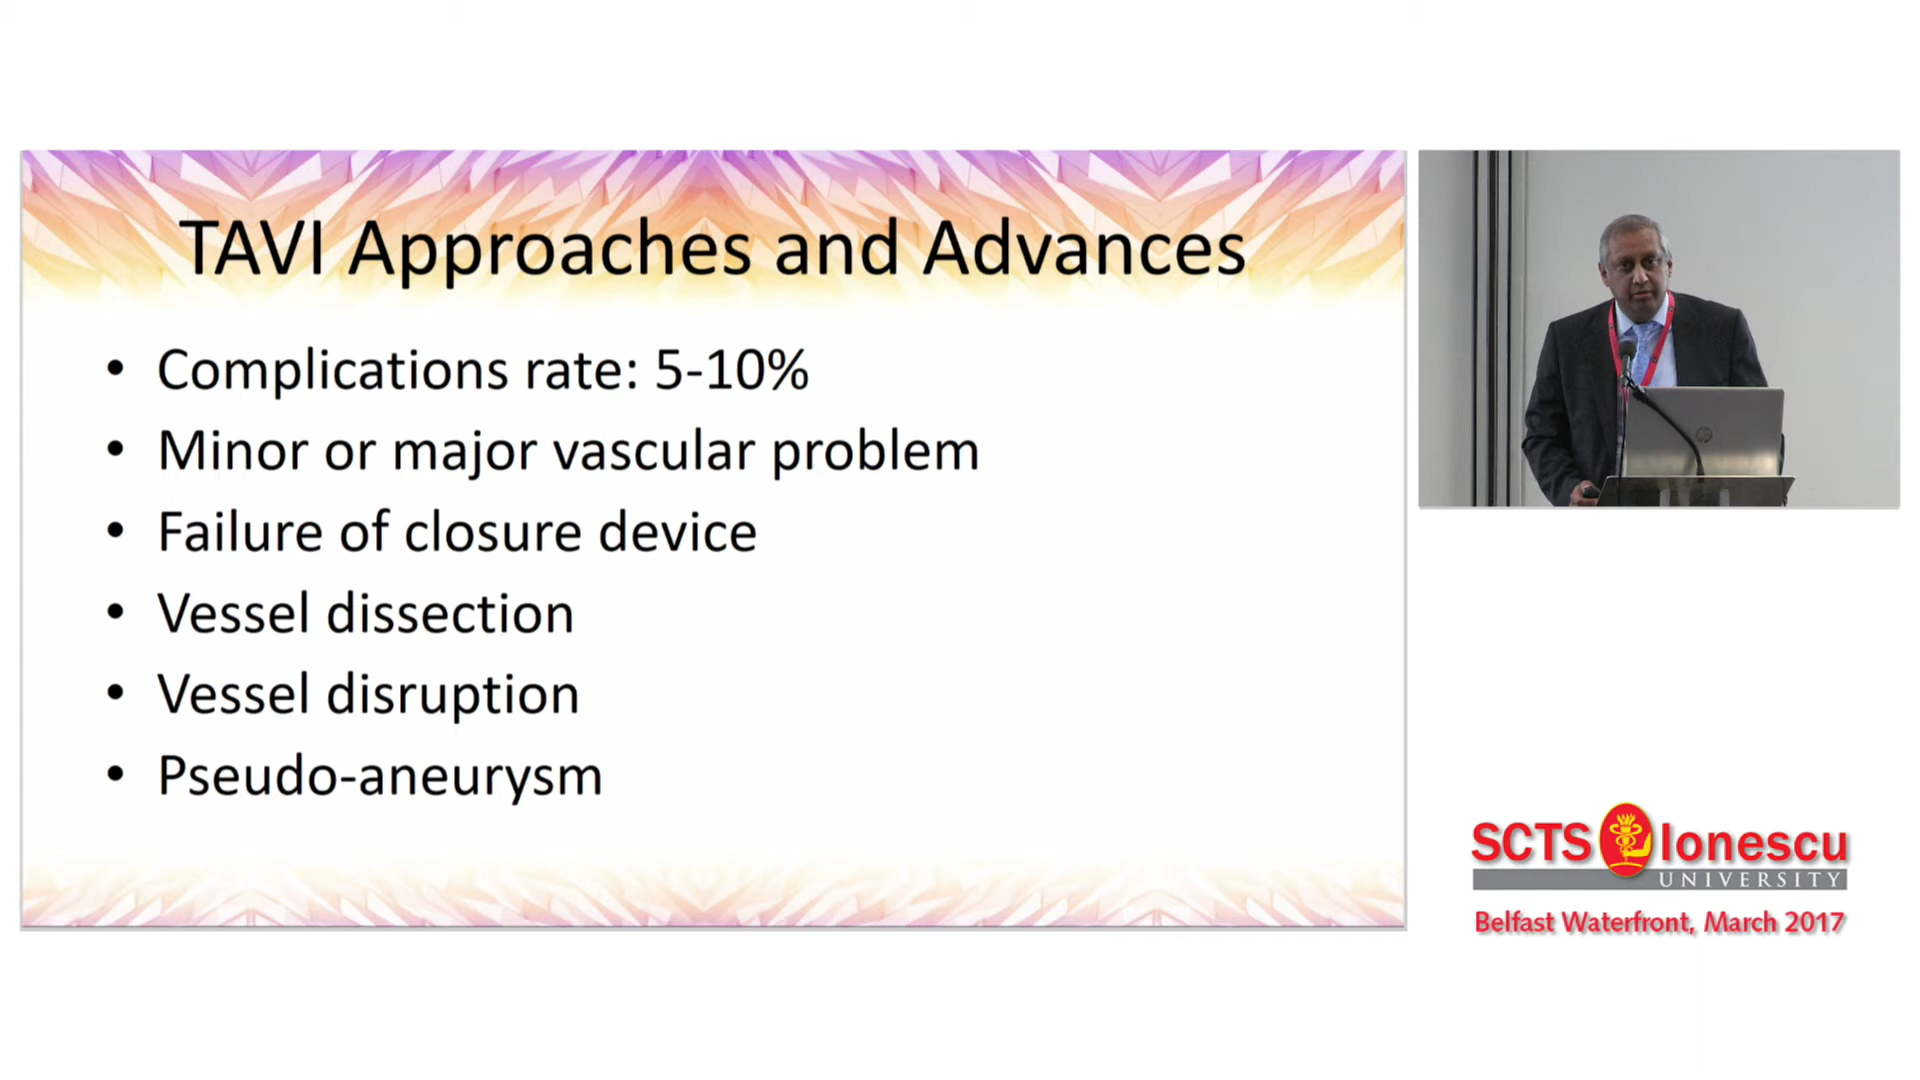 TAVI Approaches and Advances
• Complications rate: 5-10%
• Minor or major vascular problem
• Failure of closure device
• Vessel dissection
• Vessel disruption
• Pseudo-aneurysm
SCTS Ionescu
UNIVERSITY
Belfast Waterfront, March 2017
hp